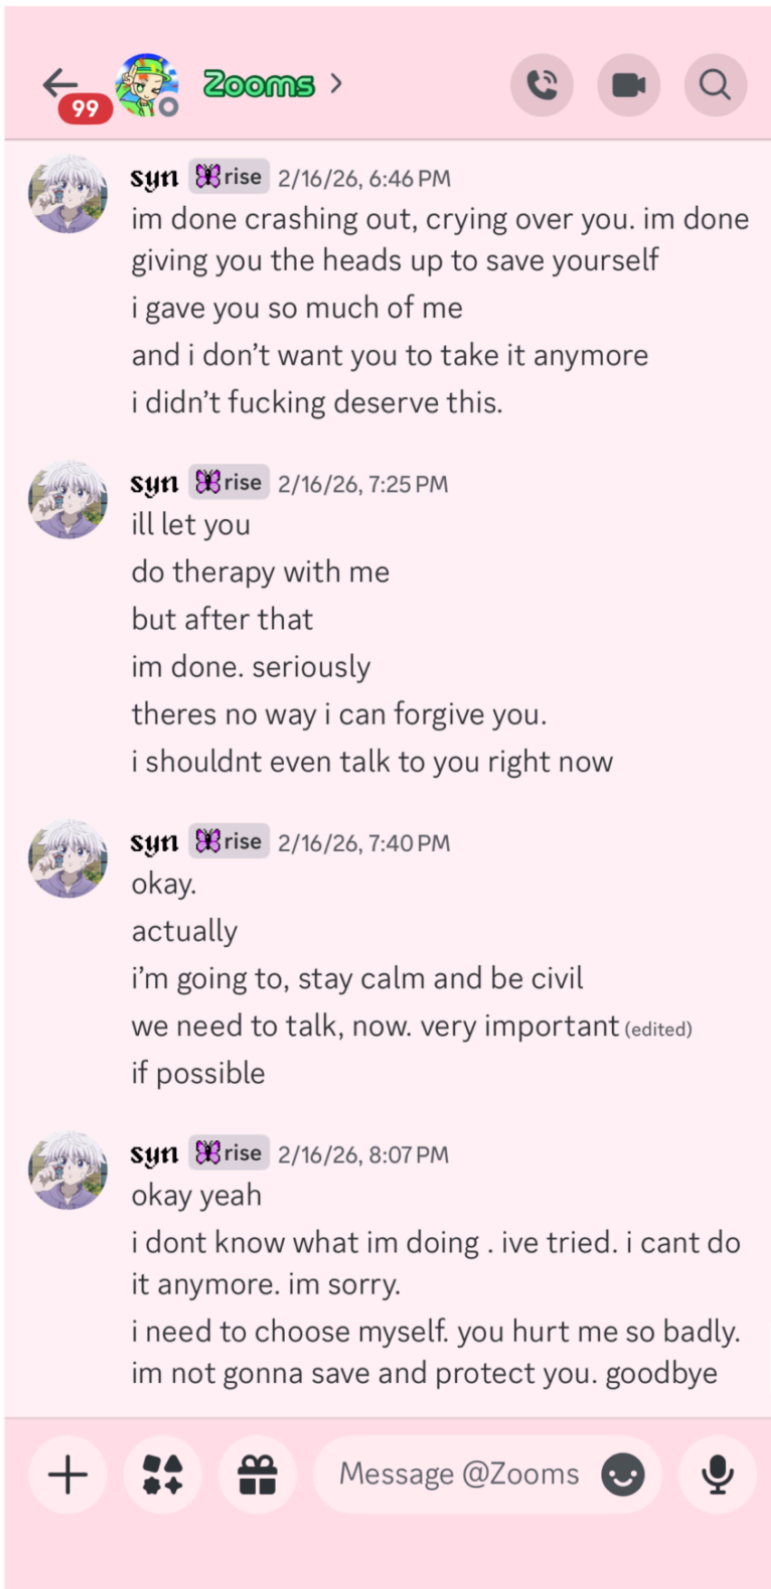 99
Zooms
syn rise 2/16/26, 6:46 PM
im done crashing out, crying over you. im done
giving you the heads up to save yourself
i gave you so much of me
and i don't want you to take it anymore
i didn't fucking deserve this.
syn rise 2/16/26, 7:25 PM
ill let you
do therapy with me
but after that
im done. seriously
theres no way i can forgive you.
i shouldnt even talk to you right now
syn rise 2/16/26, 7:40 PM
okay.
actually
i'm going to, stay calm and be civil
we need to talk, now. very important (edited)
if possible
syn rise 2/16/26, 8:07 PM
okay yeah
i dont know what im doing . ive tried. i cant do
it anymore. im sorry.
i need to choose myself. you hurt me so badly.
im not gonna save and protect you. goodbye
Message @Zooms